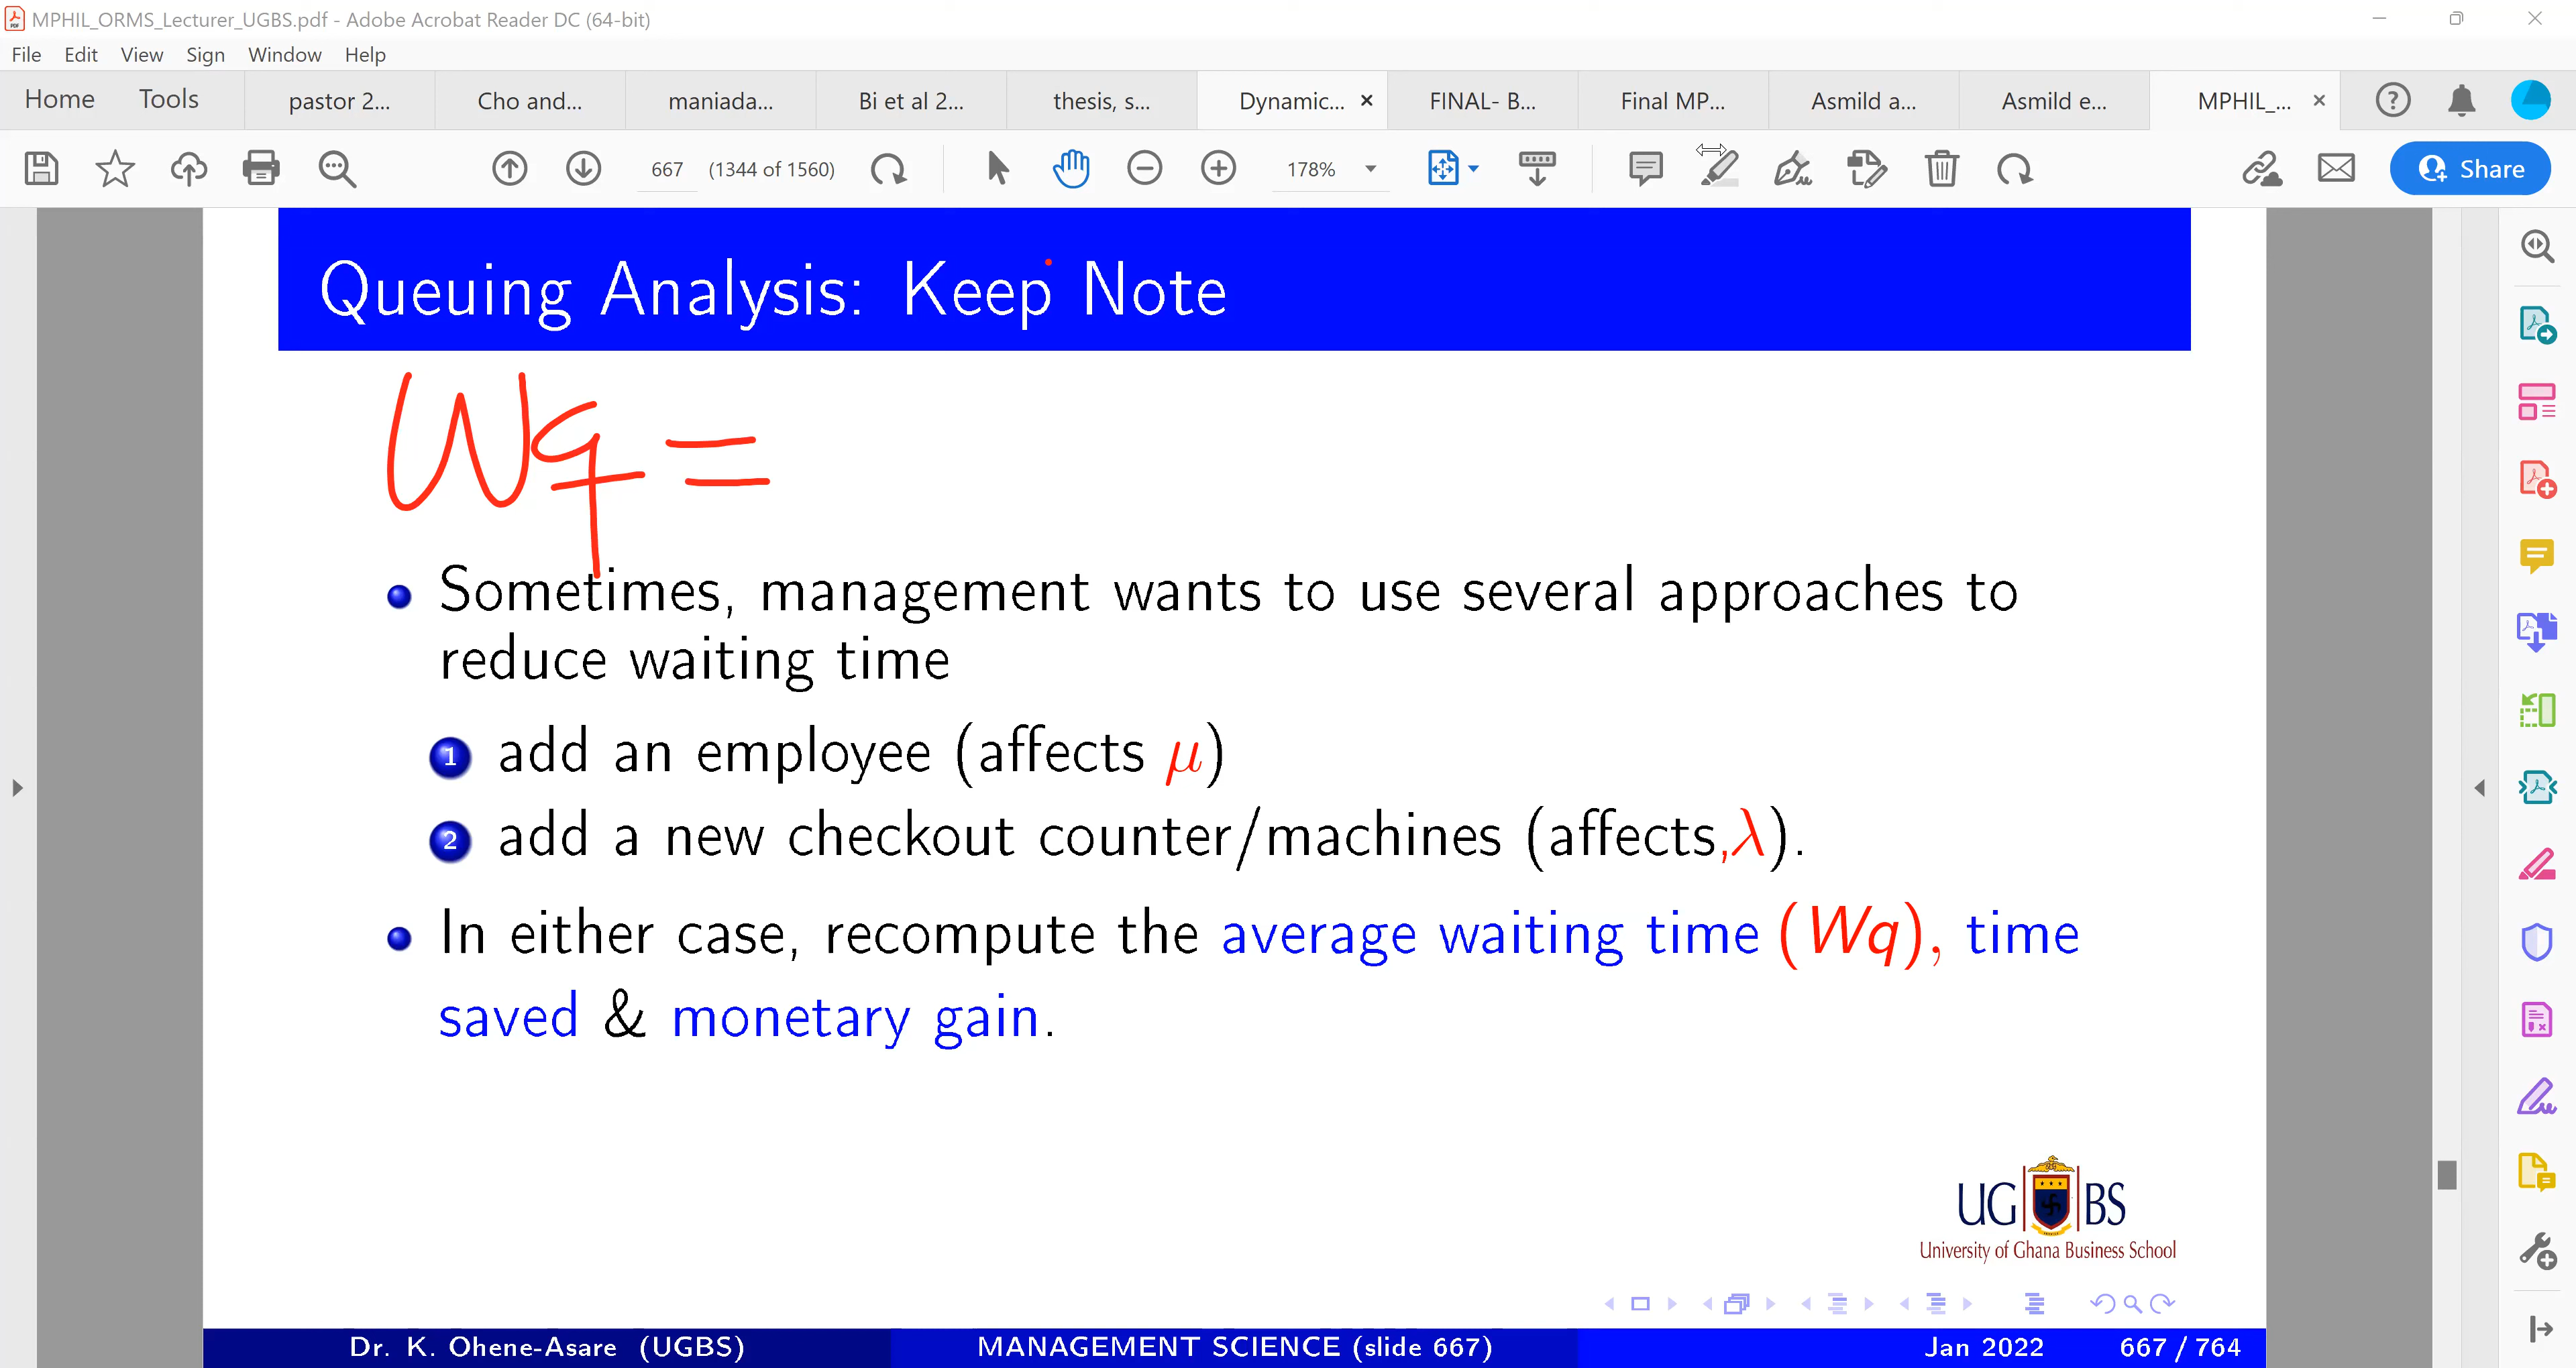 MPHIL_ORMS_Lecturer_UGBS.pdf - Adobe Acrobat Reader DC (64-bit)
File Edit View Sign Window Help
Home Tools pastor 2... Cho and... maniada... Bi et al 2... thesis, s... Dynamic... FINAL- B... Final MP... Asmild a... Asmild e... MPHIL_...
667 (1344 of 1560) 178% Share
Queuing Analysis: Keep Note
Wq =
Sometimes, management wants to use several approaches to
reduce waiting time
1 add an employee (affects μ)
2 add a new checkout counter/machines (affects,λ).
In either case, recompute the average waiting time (Wq), time
saved & monetary gain.
UG BS
University of Ghana Business School
Dr. K. Ohene-Asare (UGBS) MANAGEMENT SCIENCE (slide 667) Jan 2022 667 / 764